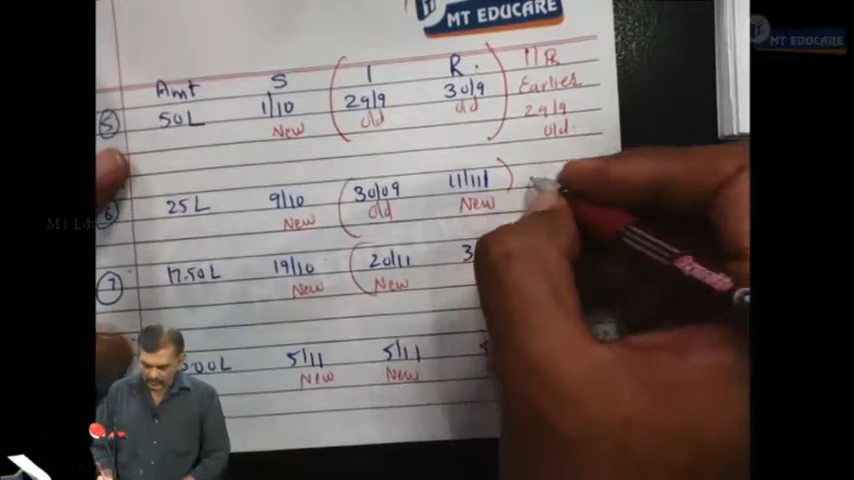 MT EDUCARE
MT EDUCARE
Amt S I R. I/R
⑤ 50L 1/10 29/9 30/9 Earlier
New old old 29/9
old
⑥ 25L 9/10 30/09 11/11
New old New
⑦ 17.50L 19/10 20/11 3
New New
.00L 5/11 5/11 5
New New